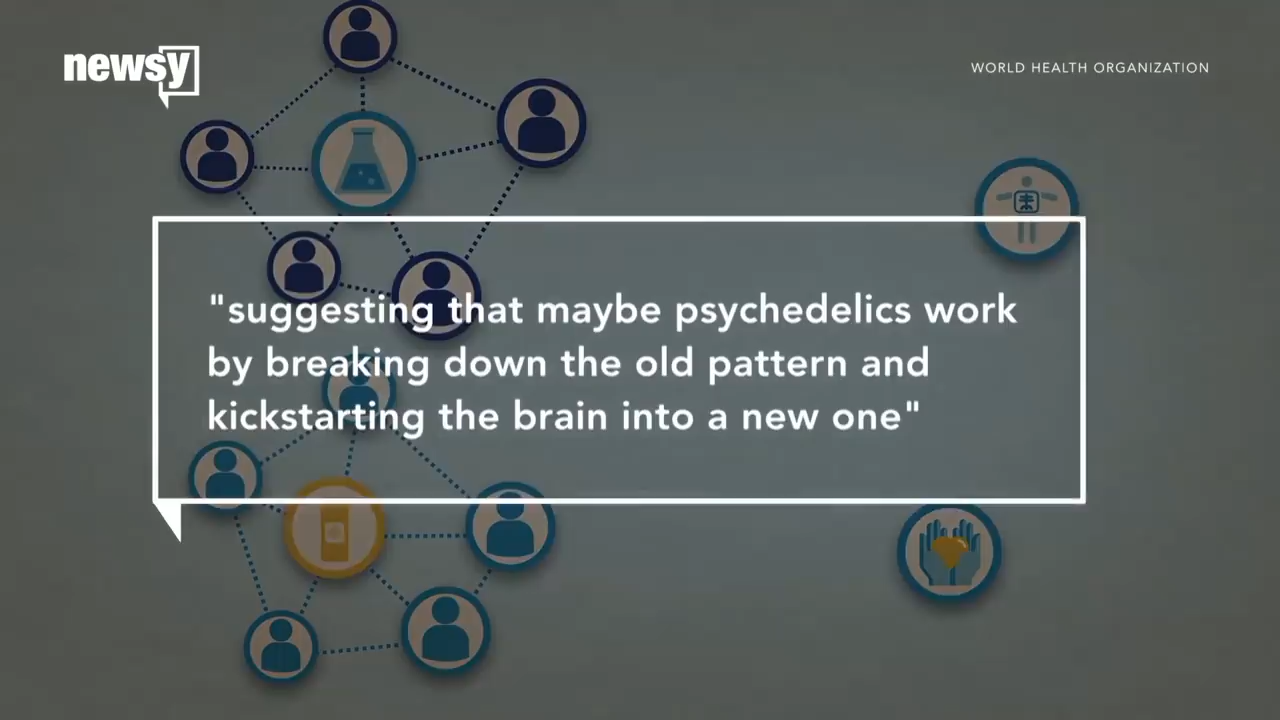 newsy
WORLD HEALTH ORGANIZATION
"suggesting that maybe psychedelics work
by breaking down the old pattern and
kickstarting the brain into a new one"